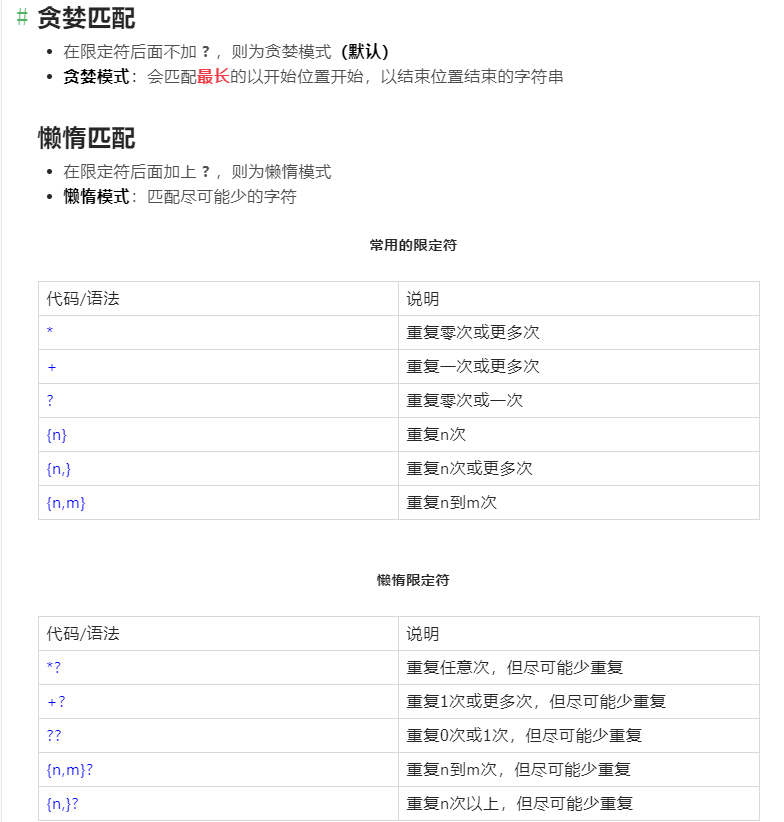 # 贪婪匹配
• 在限定符后面不加 ? ，则为贪婪模式（默认）
• 贪婪模式：会匹配最长的以开始位置开始，以结束位置结束的字符串
懒惰匹配
• 在限定符后面加上 ? ，则为懒惰模式
• 懒惰模式：匹配尽可能少的字符
常用的限定符
代码/语法 说明
* 重复零次或更多次
+ 重复一次或更多次
? 重复零次或一次
{n} 重复n次
{n,} 重复n次或更多次
{n,m} 重复n到m次
懒惰限定符
代码/语法 说明
*? 重复任意次，但尽可能少重复
+? 重复1次或更多次，但尽可能少重复
?? 重复0次或1次，但尽可能少重复
{n,m}? 重复n到m次，但尽可能少重复
{n,}? 重复n次以上，但尽可能少重复